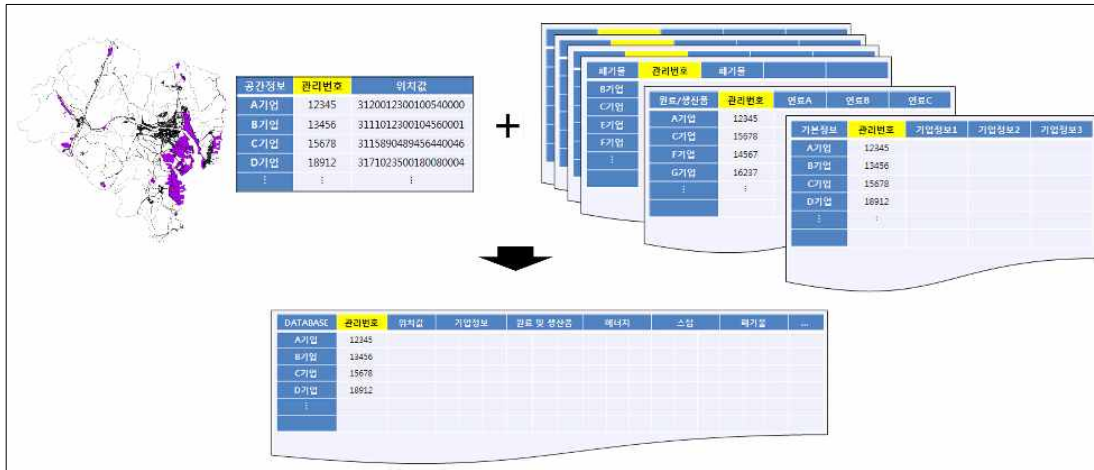 공간정보 관리번호 위치값
A기업 12345 3120012300100540000
B기업 13456 3111012300104560001
C기업 15678 3115890489456440046
D기업 18912 3171023500180080004
⋮ ⋮ ⋮
+
폐기물 관리번호 폐기물
B기업
C기업
E기업
F기업
⋮
원료/생산품 관리번호 연료A 연료B 연료C
A기업 12345
C기업 15678
F기업 14567
G기업 16237
⋮ ⋮
기본정보 관리번호 기업정보1 기업정보2 기업정보3
A기업 12345
B기업 13456
C기업 15678
D기업 18912
⋮ ⋮
DATABASE 관리번호 위치값 기업정보 원료 및 생산품 에너지 스팀 폐기물 ...
A기업 12345
B기업 13456
C기업 15678
D기업 18912
⋮